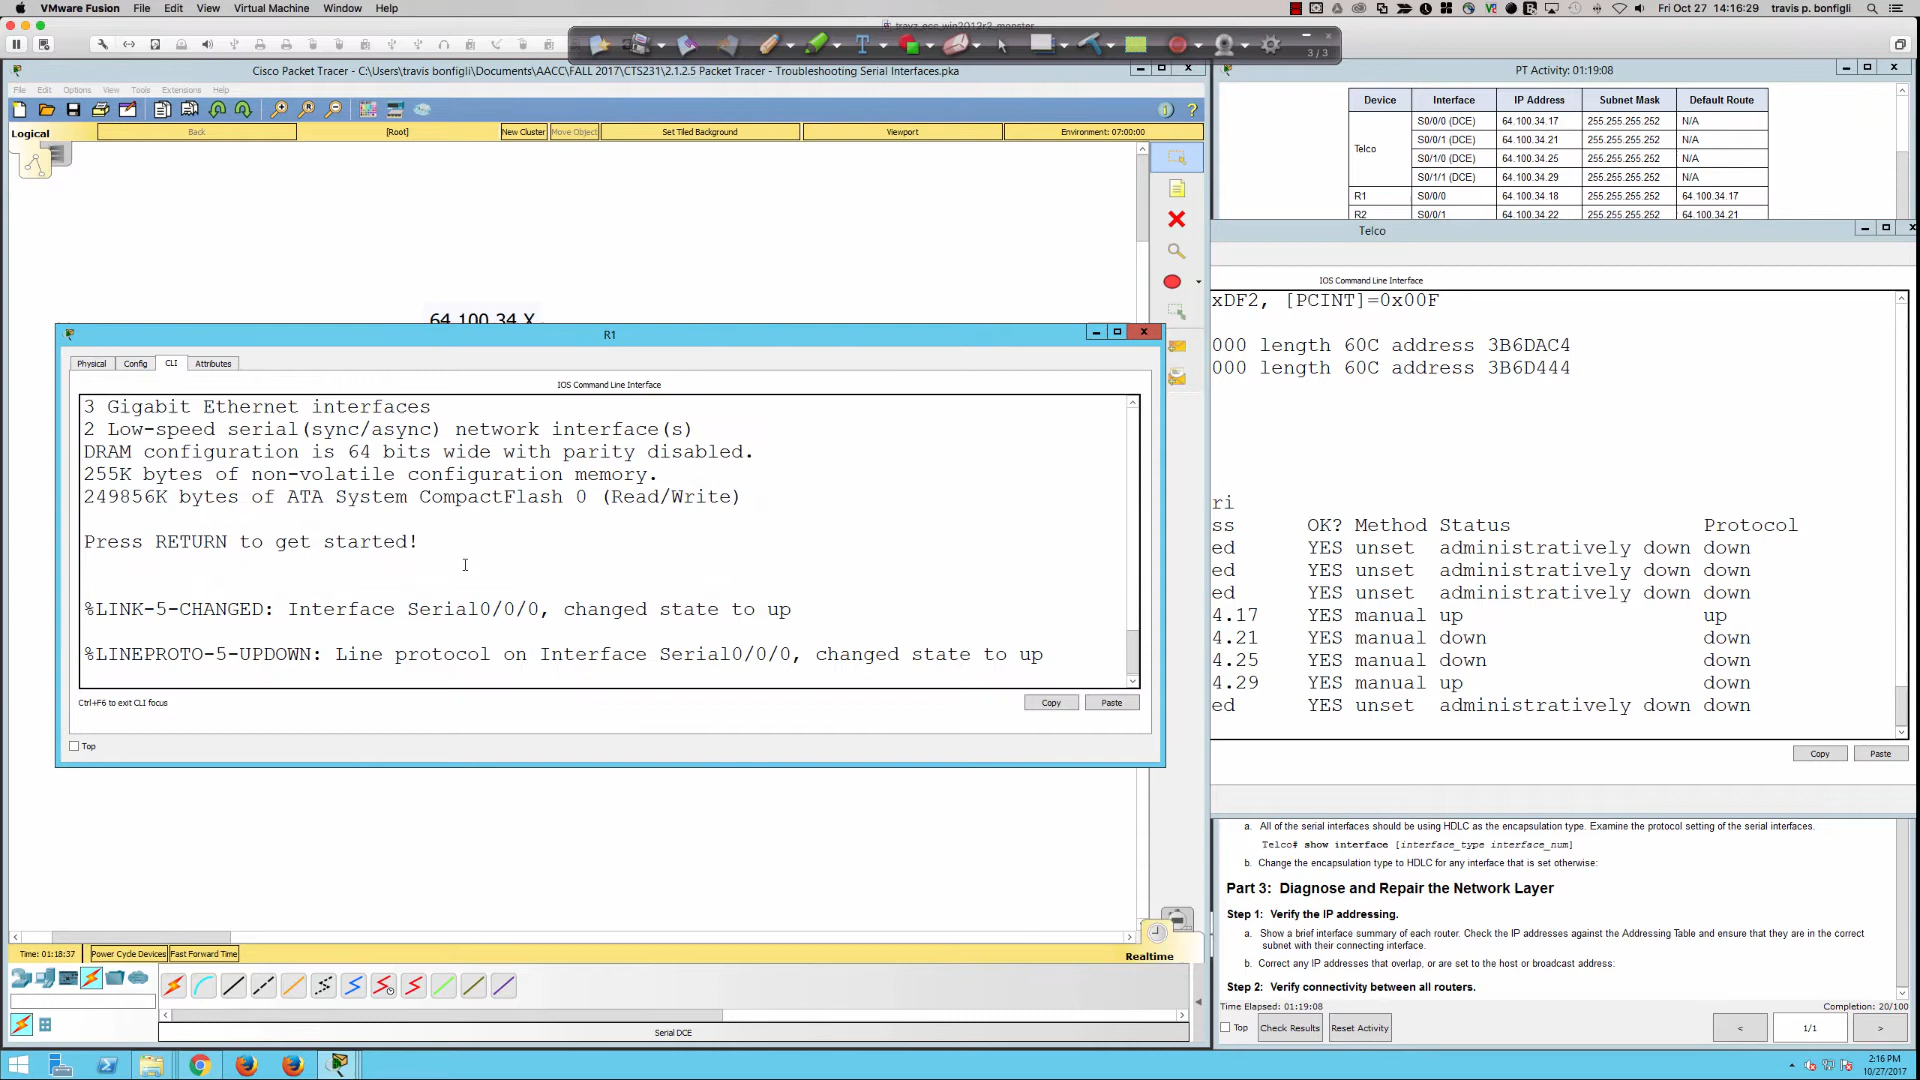 VMware Fusion File Edit View Virtual Machine Window Help
Fri Oct 27 14:16:29 travis p. bonfigli
3 / 3
Cisco Packet Tracer - C:\Users\travis bonfigli\Documents\AACC\FALL 2017\CTS231\2.1.2.5 Packet Tracer - Troubleshooting Serial Interfaces.pka
File Edit Options View Tools Extensions Help
Logical Back [Root] New Cluster Move Object Set Tiled Background Viewport Environment: 07:00:00
64.100.34.X
R1
Physical Config CLI Attributes
IOS Command Line Interface
3 Gigabit Ethernet interfaces
2 Low-speed serial(sync/async) network interface(s)
DRAM configuration is 64 bits wide with parity disabled.
255K bytes of non-volatile configuration memory.
249856K bytes of ATA System CompactFlash 0 (Read/Write)
Press RETURN to get started!
%LINK-5-CHANGED: Interface Serial0/0/0, changed state to up
%LINEPROTO-5-UPDOWN: Line protocol on Interface Serial0/0/0, changed state to up
Ctrl+F6 to exit CLI focus
Copy Paste
Top
Time: 01:18:37 Power Cycle Devices Fast Forward Time
Realtime
Serial DCE
PT Activity: 01:19:08
Device Interface IP Address Subnet Mask Default Route
Telco
S0/0/0 (DCE) 64.100.34.17 255.255.255.252 N/A
S0/0/1 (DCE) 64.100.34.21 255.255.255.252 N/A
S0/1/0 (DCE) 64.100.34.25 255.255.255.252 N/A
S0/1/1 (DCE) 64.100.34.29 255.255.255.252 N/A
R1 S0/0/0 64.100.34.18 255.255.255.252 64.100.34.17
R2 S0/0/1 64.100.34.22 255.255.255.252 64.100.34.21
Telco
IOS Command Line Interface
xDF2, [PCINT]=0x00F
000 length 60C address 3B6DAC4
000 length 60C address 3B6D444
ri
ss OK? Method Status Protocol
ed YES unset administratively down down
ed YES unset administratively down down
ed YES unset administratively down down
4.17 YES manual up up
4.21 YES manual down down
4.25 YES manual down down
4.29 YES manual up down
ed YES unset administratively down down
Copy Paste
a. All of the serial interfaces should be using HDLC as the encapsulation type. Examine the protocol setting of the serial interfaces.
Telco# show interface [interface_type interface_num]
b. Change the encapsulation type to HDLC for any interface that is set otherwise:
Part 3: Diagnose and Repair the Network Layer
Step 1: Verify the IP addressing.
a. Show a brief interface summary of each router. Check the IP addresses against the Addressing Table and ensure that they are in the correct
subnet with their connecting interface.
b. Correct any IP addresses that overlap, or are set to the host or broadcast address:
Step 2: Verify connectivity between all routers.
Time Elapsed: 01:19:08 Completion: 20/100
Top Check Results Reset Activity < 1/1 >
2:16 PM
10/27/2017